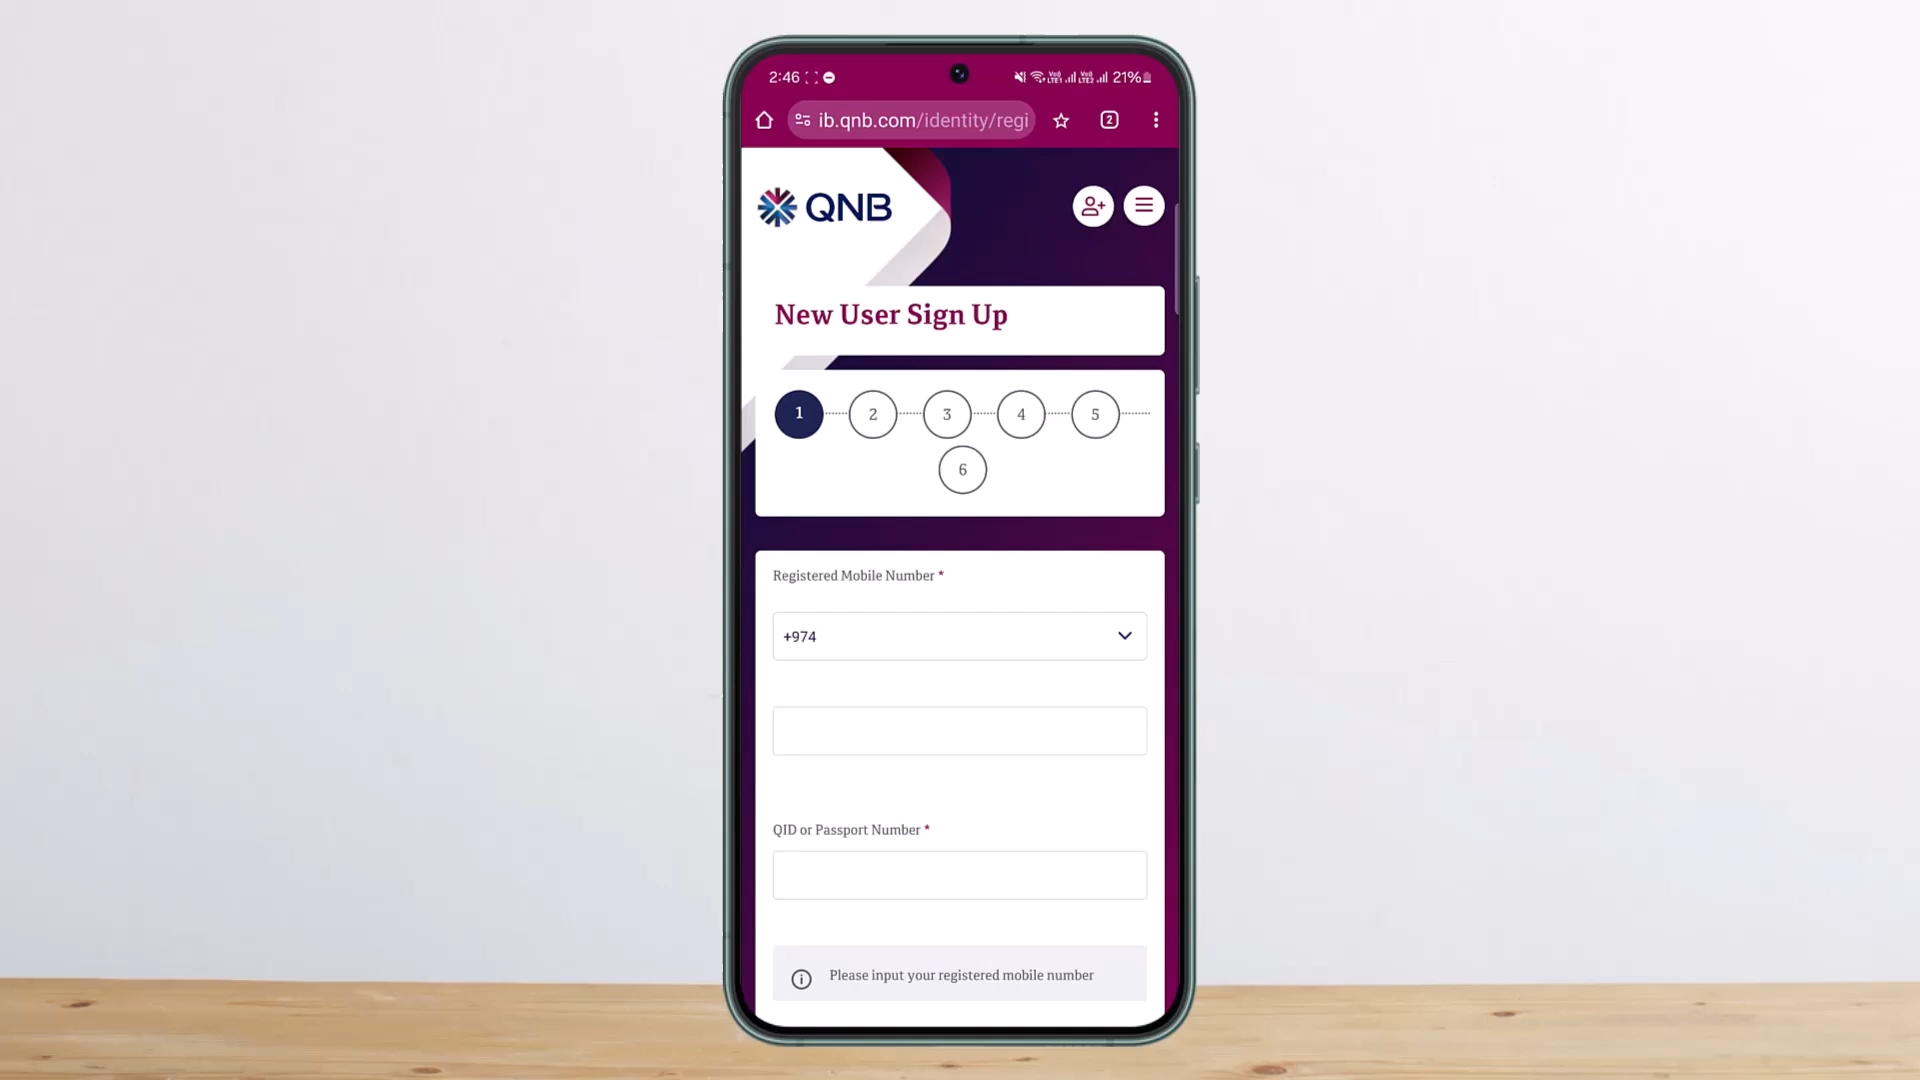 2:46 21%
ib.qnb.com/identity/regi 2
QNB
New User Sign Up
1 2 3 4 5
6
Registered Mobile Number *
+974
QID or Passport Number *
Please input your registered mobile number